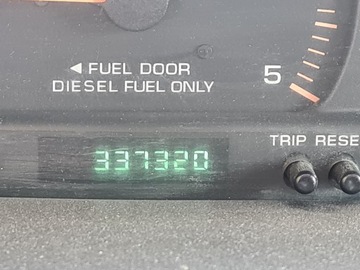 ◄ FUEL DOOR
DIESEL FUEL ONLY
5
337320
TRIP RESE